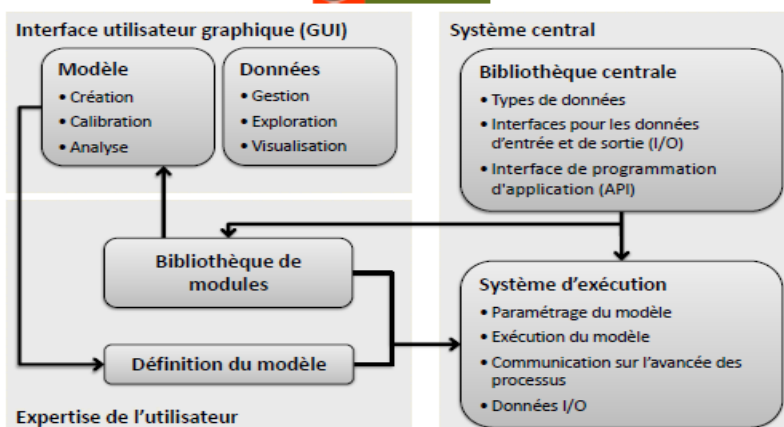 Interface utilisateur graphique (GUI)
Modèle
• Création
• Calibration
• Analyse
Données
• Gestion
• Exploration
• Visualisation
Bibliothèque de
modules
Définition du modèle
Expertise de l'utilisateur
Système central
Bibliothèque centrale
• Types de données
• Interfaces pour les données
d'entrée et de sortie (I/O)
• Interface de programmation
d'application (API)
Système d'exécution
• Paramétrage du modèle
• Exécution du modèle
• Communication sur l'avancée des
processus
• Données I/O